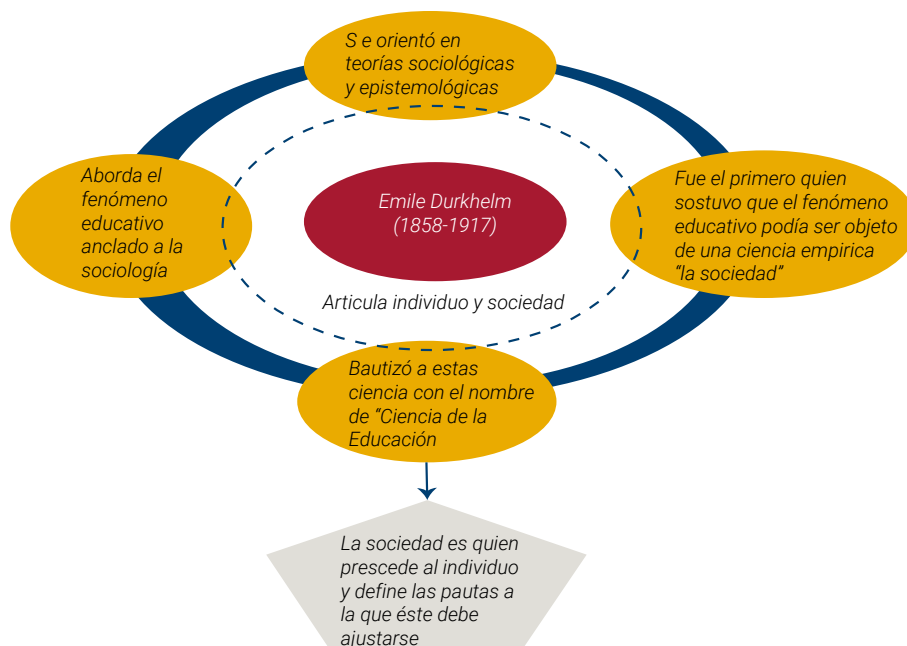 S e orientó en
teorías sociológicas
y epistemológicas
Aborda el
fenómeno
educativo
anclado a la
sociología
Emile Durkhelm
(1858-1917)
Fue el primero quien
sostuvo que el fenómeno
educativo podía ser objeto
de una ciencia empirica
"la sociedad"
Articula individuo y sociedad
Bautizó a estas
ciencia con el nombre
de "Ciencia de la
Educación
La sociedad es quien
prescede al individuo
y define las pautas a
la que éste debe
ajustarse